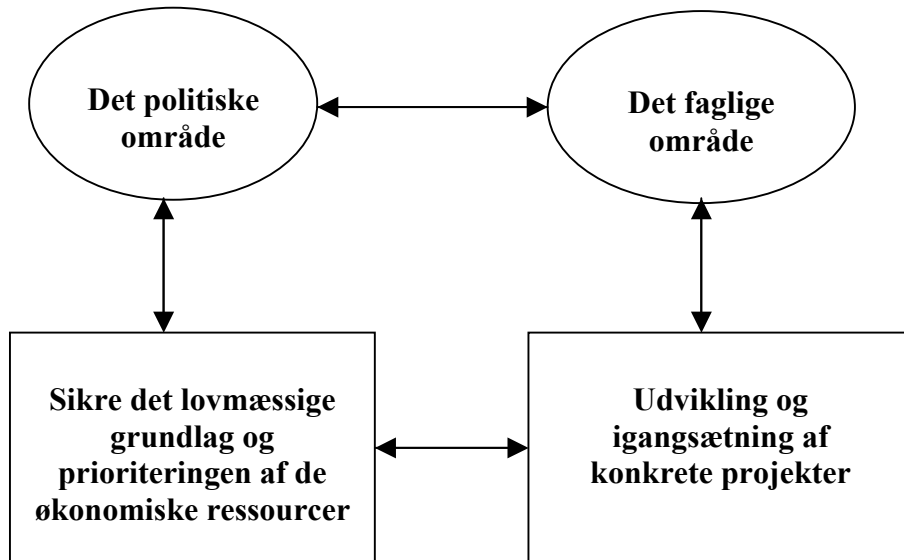 Det politiske
område
Det faglige
område
Sikre det lovmæssige
grundlag og
prioriteringen af de
økonomiske ressourcer
Udvikling og
igangsætning af
konkrete projekter